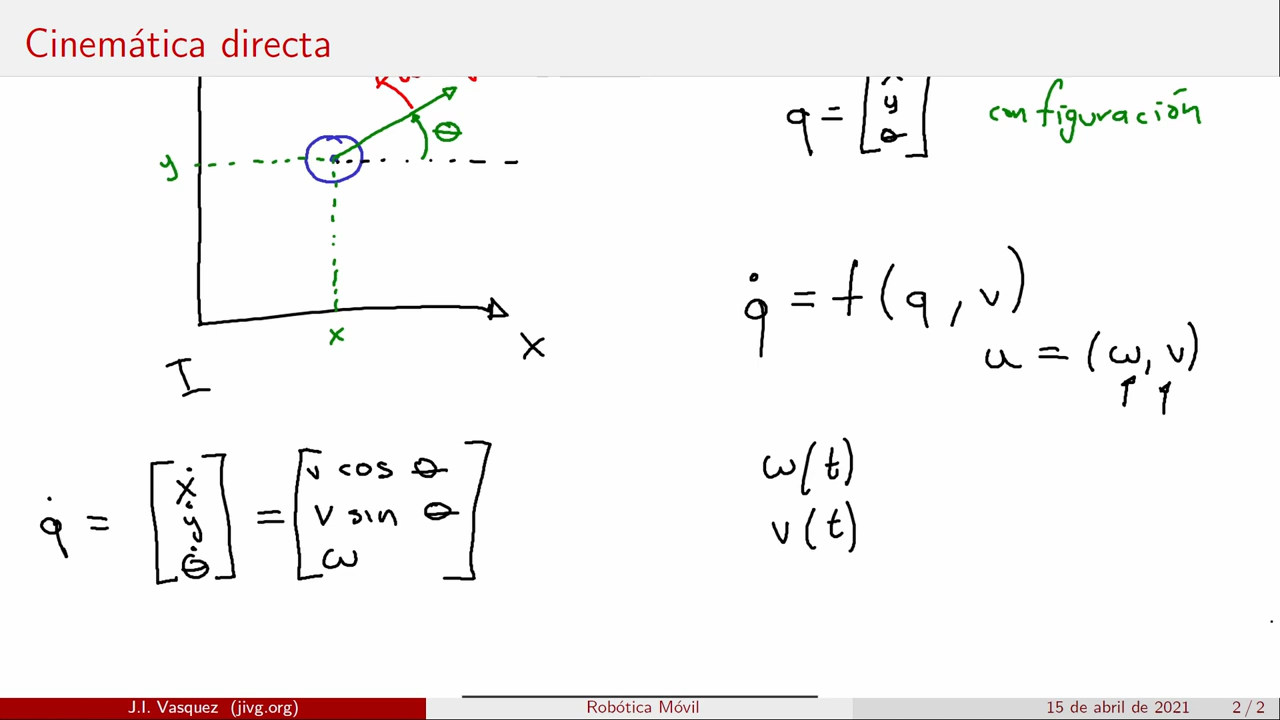 Cinemática directa
θ
y
x
X
I
q = [x y θ]
configuración
q̇ = f(q, v)
u = (ω, v)
q̇ = [ẋ ẏ θ̇] = [v cos θ
v sin θ
ω]
ω(t)
v(t)
J.I. Vasquez (jivg.org)
Robótica Móvil
15 de abril de 2021
2 / 2